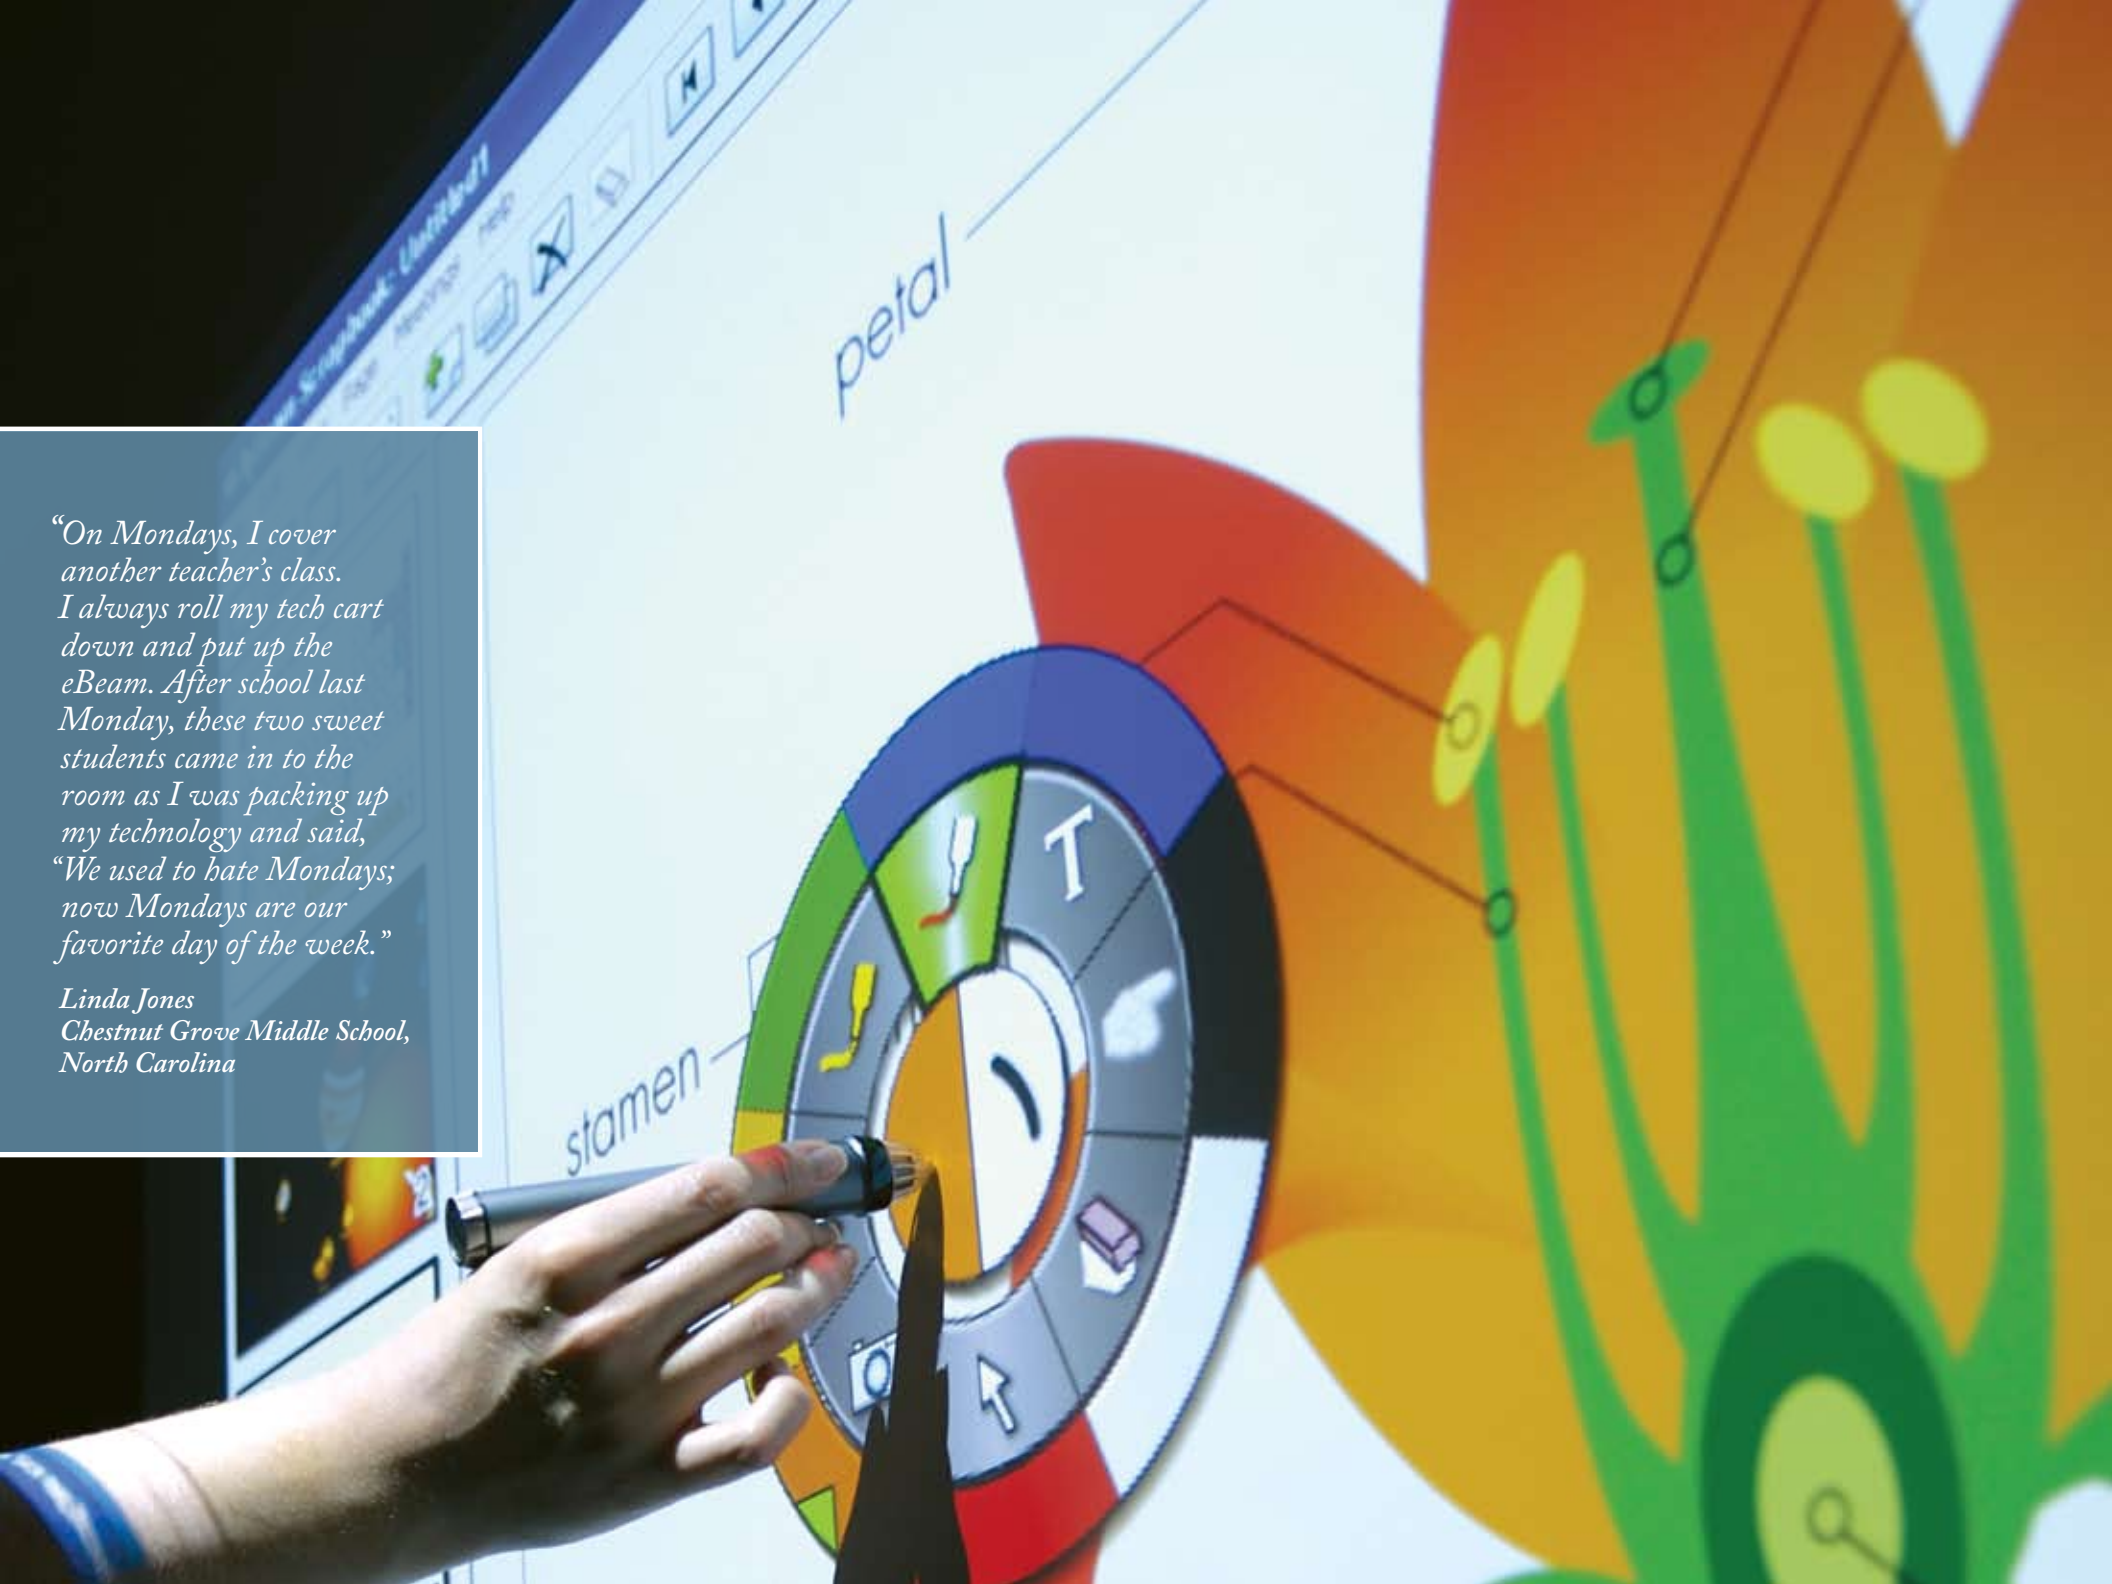 Scrapbook: Untitled1
Page Meetings Help
petal
“On Mondays, I cover
another teacher’s class.
I always roll my tech cart
down and put up the
eBeam. After school last
Monday, these two sweet
students came in to the
room as I was packing up
my technology and said,
“We used to hate Mondays;
now Mondays are our
favorite day of the week.”
Linda Jones
Chestnut Grove Middle School,
North Carolina
T
stamen